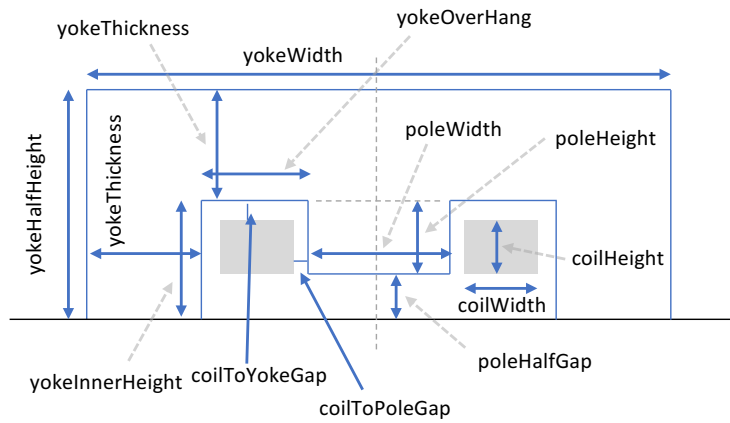 yokeOverHang
yokeThickness
yokeWidth
poleWidth
poleHeight
yokeThickness
yokeHalfHeight
coilHeight
coilWidth
poleHalfGap
yokeInnerHeight
coilToYokeGap
coilToPoleGap